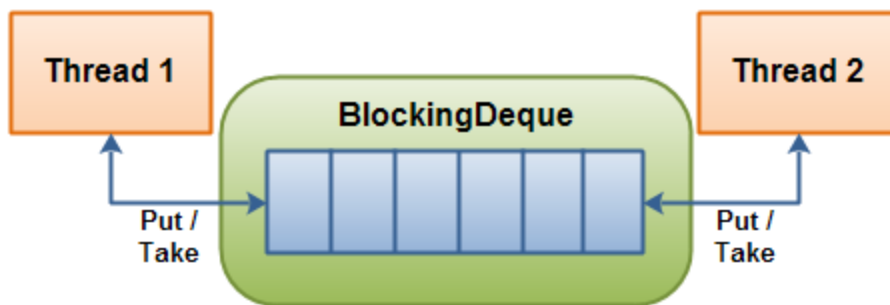 Thread 1
Thread 2
BlockingDeque
Put /
Take
Put /
Take